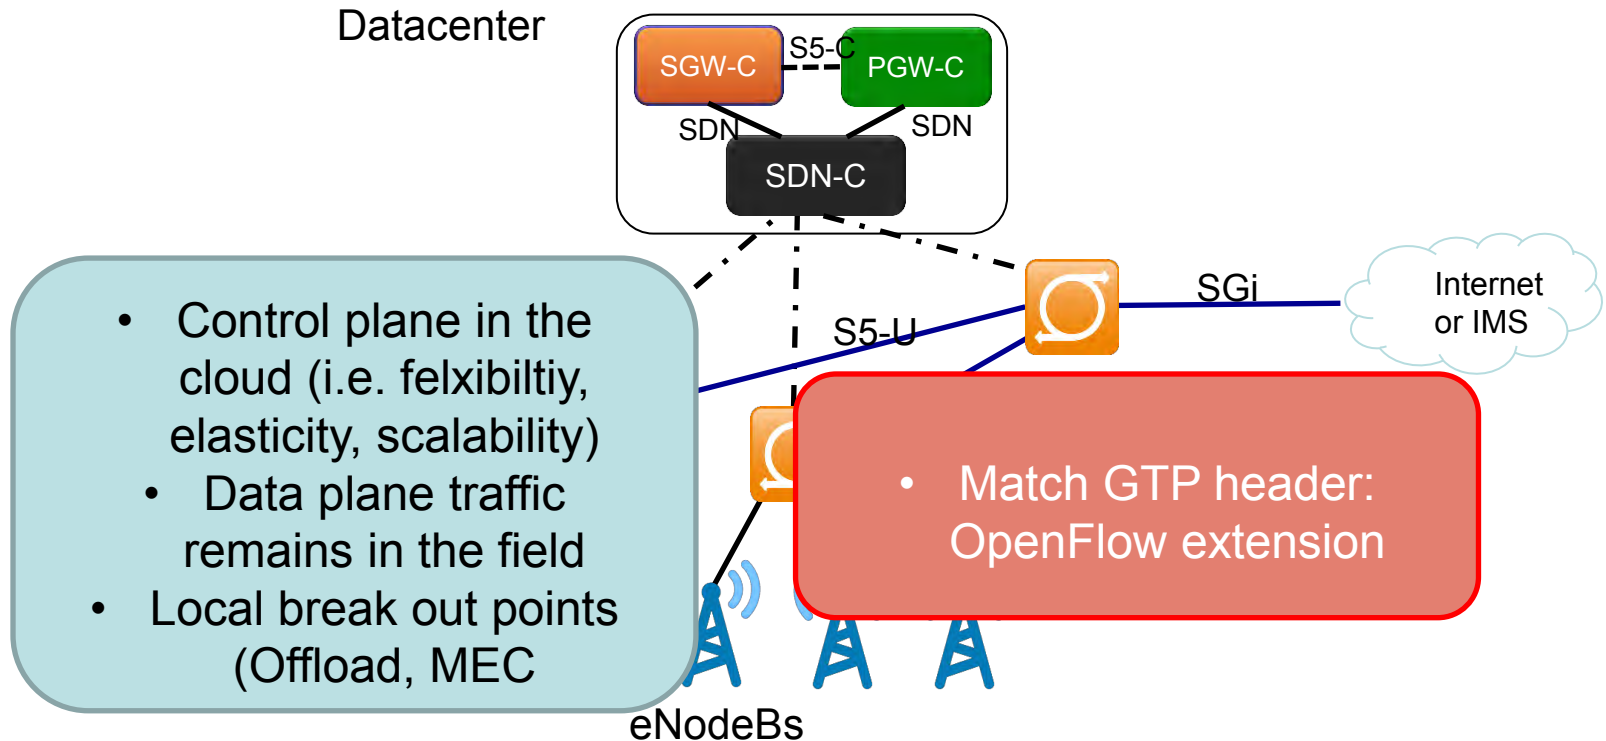 Datacenter
SGW-C
S5-C
PGW-C
SDN
SDN
SDN-C
SGi
Internet
or IMS
S5-U
• Control plane in the
cloud (i.e. felxibiltiy,
elasticity, scalability)
• Data plane traffic
remains in the field
• Local break out points
(Offload, MEC
• Match GTP header:
OpenFlow extension
eNodeBs